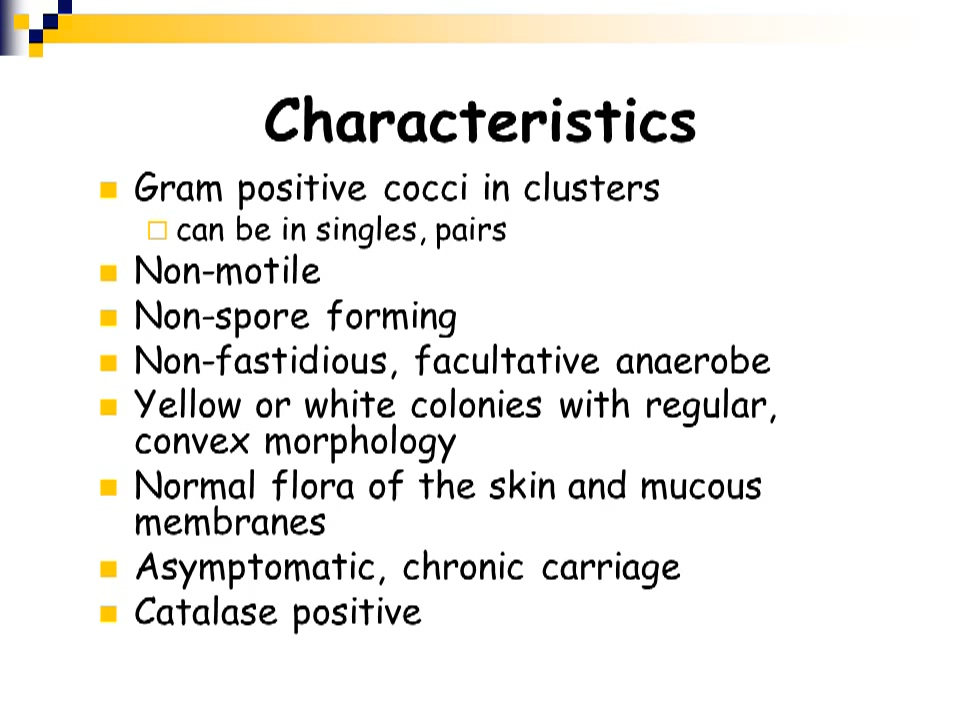 Characteristics
Gram positive cocci in clusters
can be in singles, pairs
Non-motile
Non-spore forming
Non-fastidious, facultative anaerobe
Yellow or white colonies with regular,
convex morphology
Normal flora of the skin and mucous
membranes
Asymptomatic, chronic carriage
Catalase positive